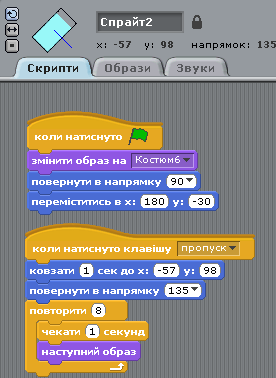 Спрайт2
x: -57 y: 98 напрямок: 135
Скрипти Образи Звуки
коли натиснуто
змінити образ на Костюм6
повернути в напрямку 90
переміститись в x: 180 y: -30
коли натиснуто клавішу пропуск
ковзати 1 сек до x: -57 y: 98
повернути в напрямку 135
повторити 8
чекати 1 секунд
наступний образ